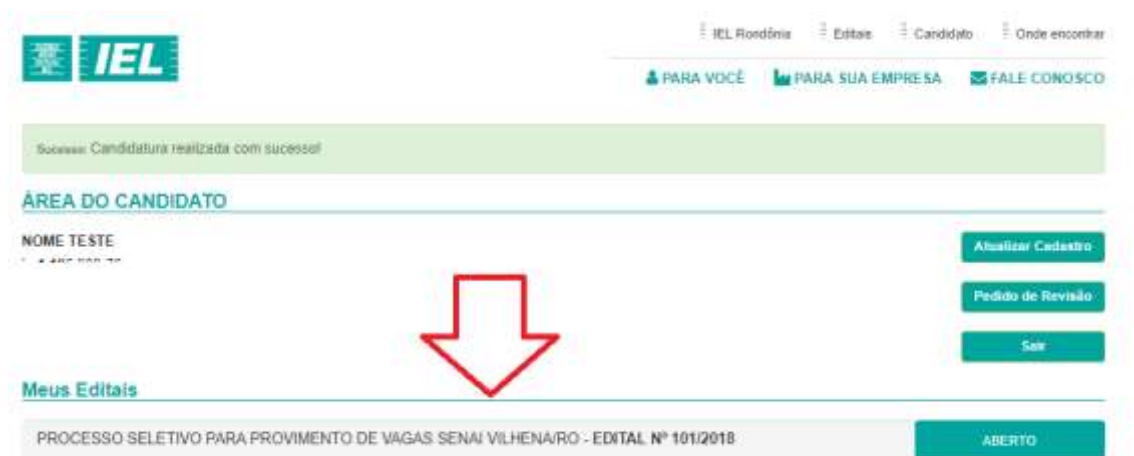 IEL
IEL Rondônia Editais Candidato Onde encontrar
PARA VOCÊ PARA SUA EMPRESA FALE CONOSCO
Sucesso: Candidatura realizada com sucesso!
ÁREA DO CANDIDATO
NOME TESTE
Atualizar Cadastro
Pedido de Revisão
Sair
Meus Editais
PROCESSO SELETIVO PARA PROVIMENTO DE VAGAS SENAI VILHENA/RO - EDITAL Nº 101/2018
ABERTO